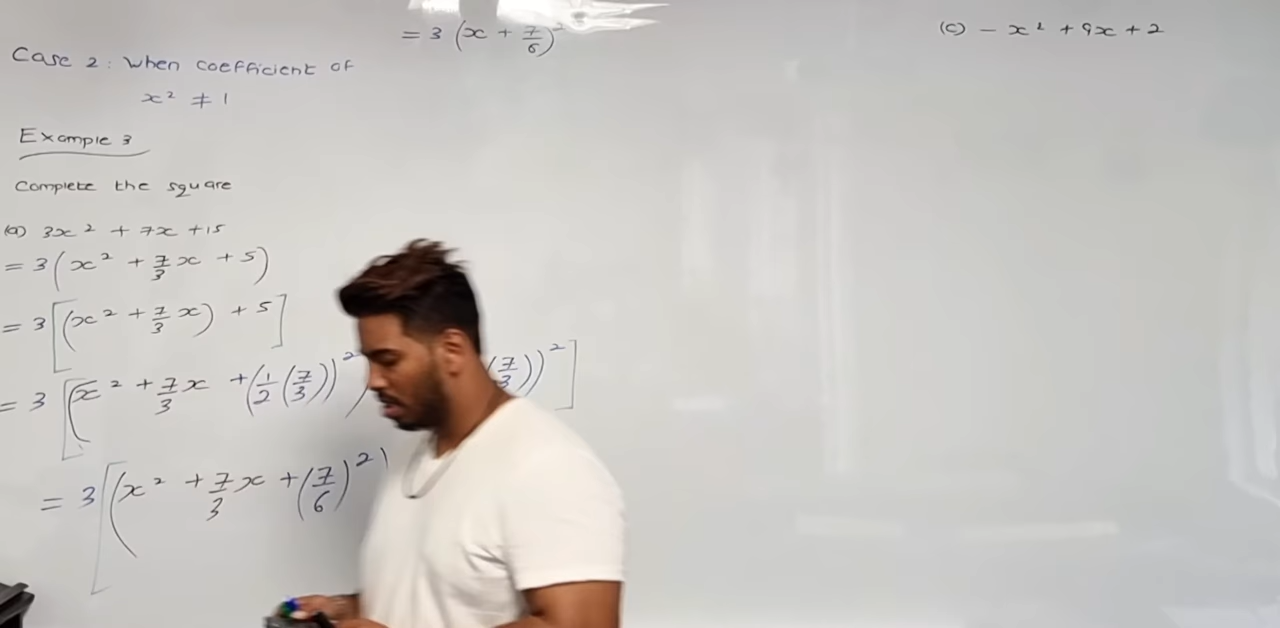 Case 2: When coefficient of
x² ≠ 1
Example 3
Complete the square
(a) 3x² + 7x + 15
= 3(x² + 7/3 x + 5)
= 3[(x² + 7/3 x) + 5]
= 3[(x² + 7/3 x + (1/2 (7/3))²) (7/3))²]
= 3[(x² + 7/3 x + (7/6)²)
= 3 (x + 7/6)²
(c) - x² + 9x + 2